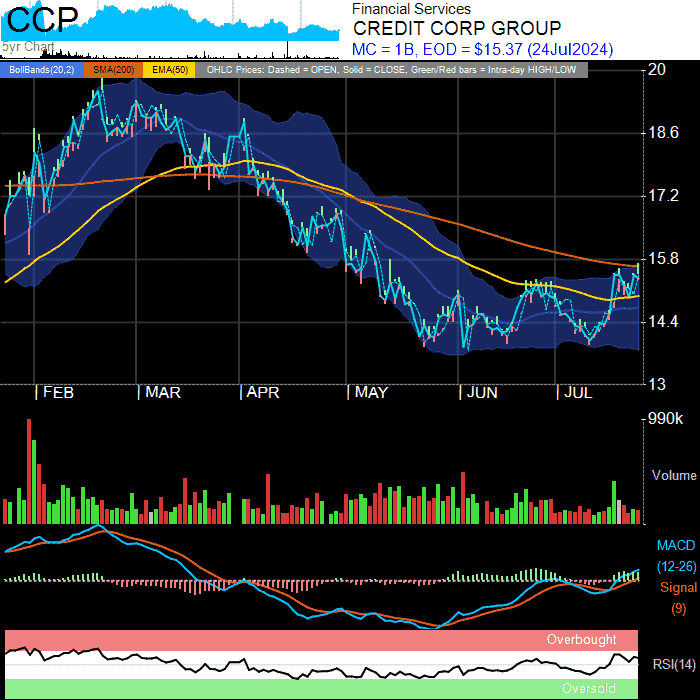 CCP
5yr Chart
Financial Services
CREDIT CORP GROUP
MC = 1B, EOD = $15.37 (24Jul2024)
BollBands(20,2) SMA(200) EMA(50) OHLC Prices: Dashed = OPEN, Solid = CLOSE, Green/Red bars = Intra-day HIGH/LOW
20
18.6
17.2
15.8
14.4
13
FEB MAR APR MAY JUN JUL
990k
Volume
MACD
(12-26)
Signal
(9)
Overbought
RSI(14)
Oversold